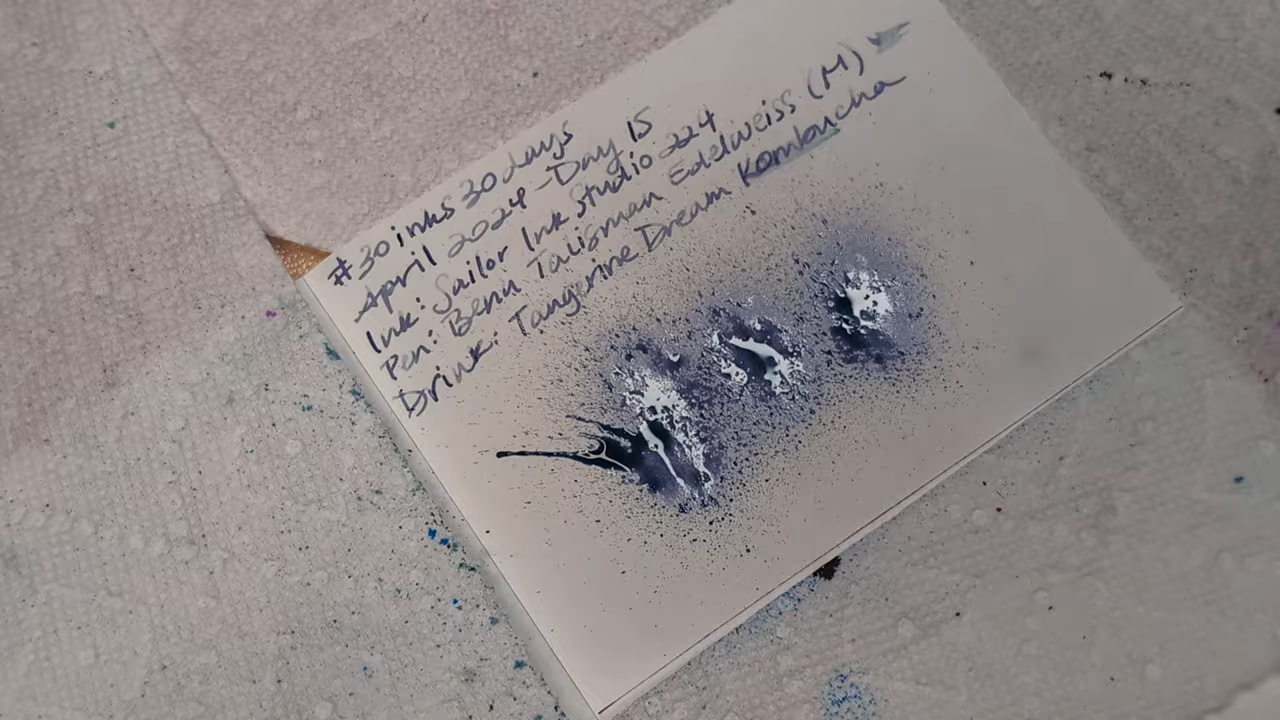 #30 inks 30 days
April 2024 - Day 15
Ink: Sailor Ink Studio 224
Pen: Benu Talisman Edelweiss (M)
Drink: Tangerine Dream Kombucha